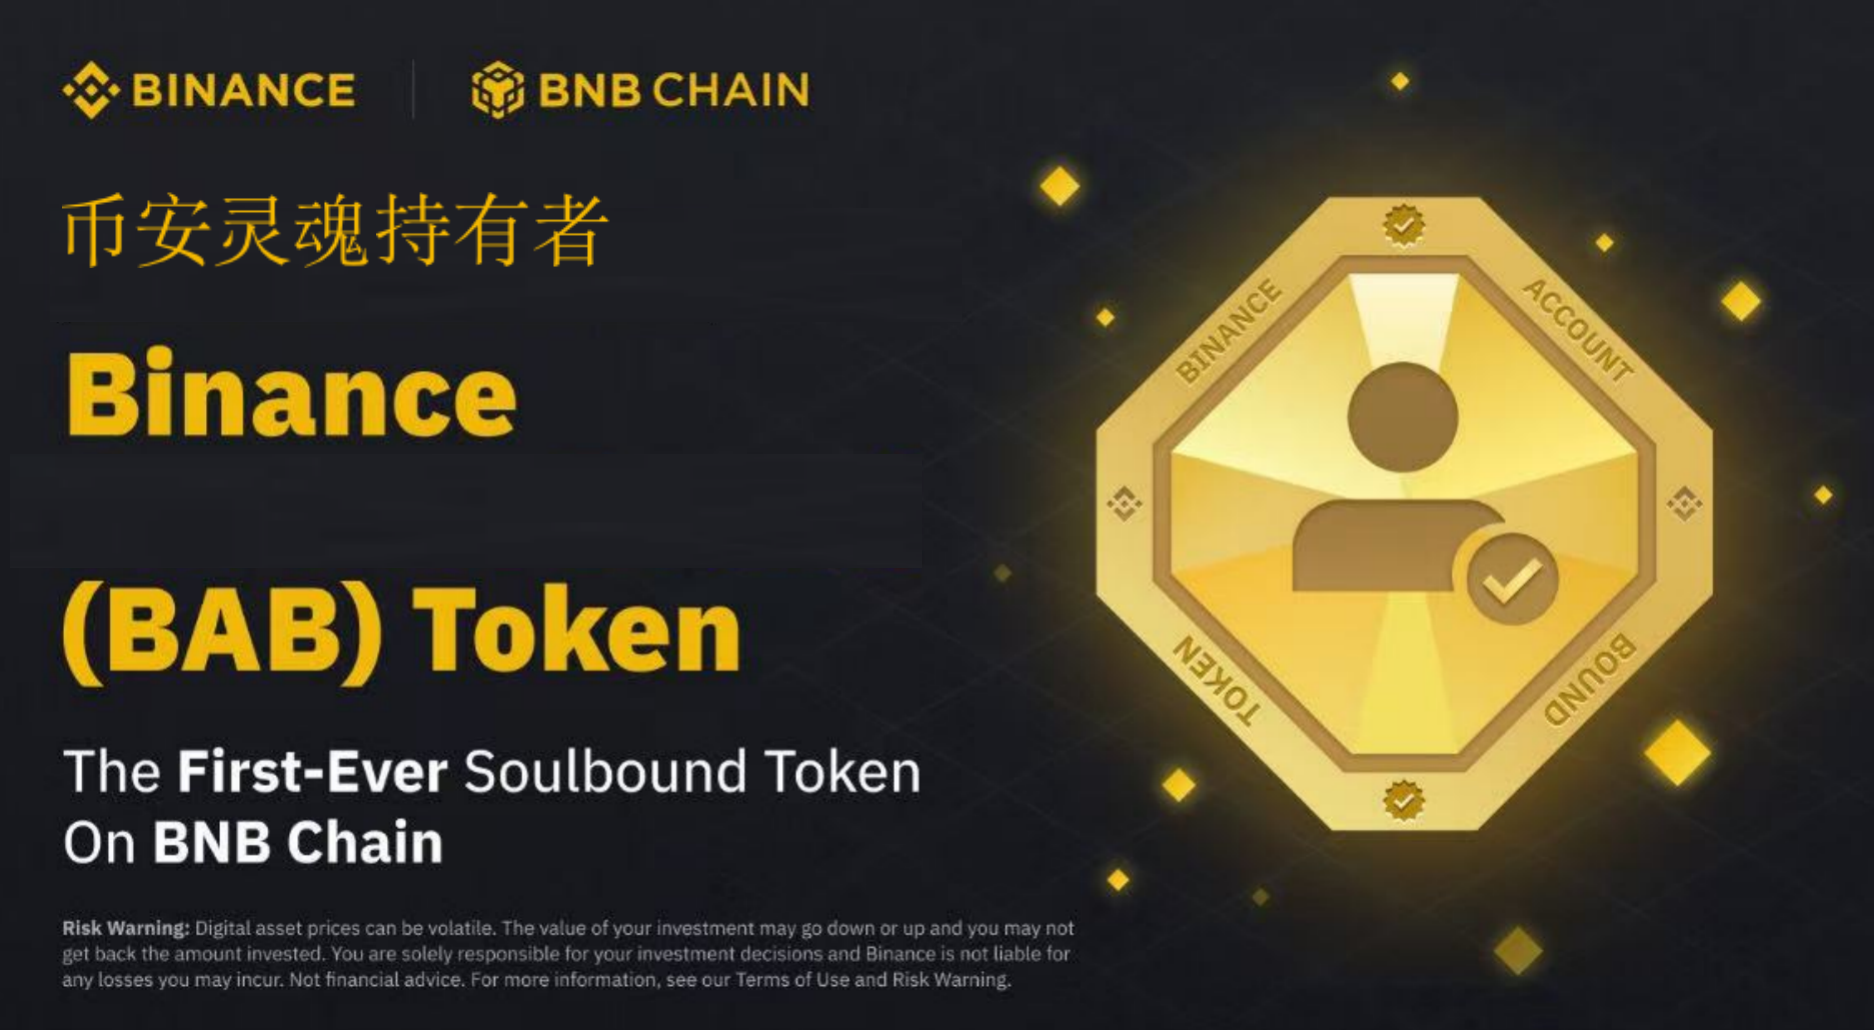 BINANCE
BNB CHAIN
币安灵魂持有者
Binance
(BAB) Token
The First-Ever Soulbound Token
On BNB Chain
Risk Warning: Digital asset prices can be volatile. The value of your investment may go down or up and you may not
get back the amount invested. You are solely responsible for your investment decisions and Binance is not liable for
any losses you may incur. Not financial advice. For more information, see our Terms of Use and Risk Warning.
BINANCE
ACCOUNT
BOUND
TOKEN